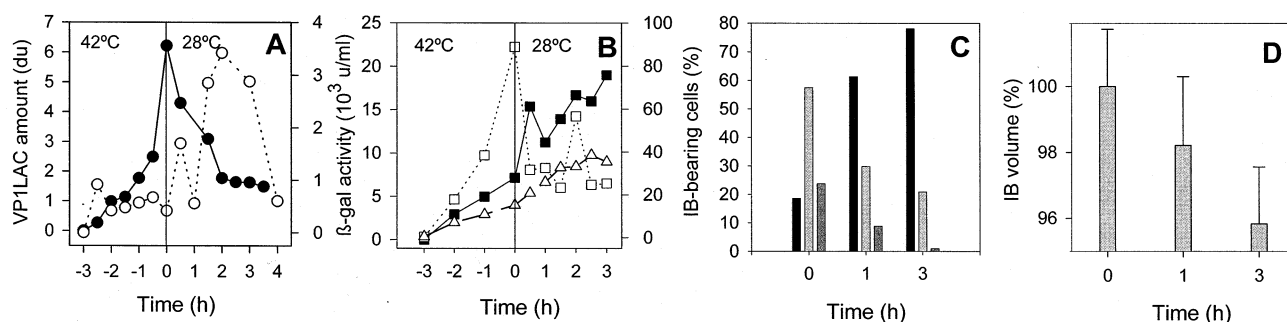 A
42ºC
28ºC
VP1LAC amount (du)
7
6
5
4
3
2
1
0
4
3
2
1
0
-3 -2 -1 0 1 2 3 4
Time (h)
B
42ºC
28ºC
ß-gal activity (10³ u/ml)
25
20
15
10
5
0
100
80
60
40
20
0
-3 -2 -1 0 1 2 3
Time (h)
C
IB-bearing cells (%)
80
70
60
50
40
30
20
10
0
0 1 3
Time (h)
D
IB volume (%)
100
98
96
0 1 3
Time (h)